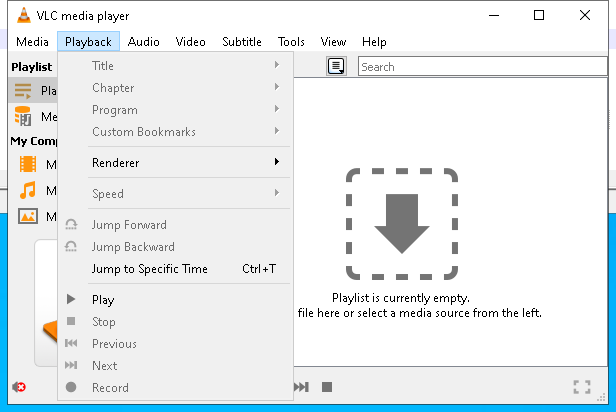 VLC media player
Media Playback Audio Video Subtitle Tools View Help
Playlist
Pla
Me
My Comp
M
M
M
Search
Title
Chapter
Program
Custom Bookmarks
Renderer
Speed
Jump Forward
Jump Backward
Jump to Specific Time Ctrl+T
Play
Stop
Previous
Next
Record
Playlist is currently empty.
file here or select a media source from the left.